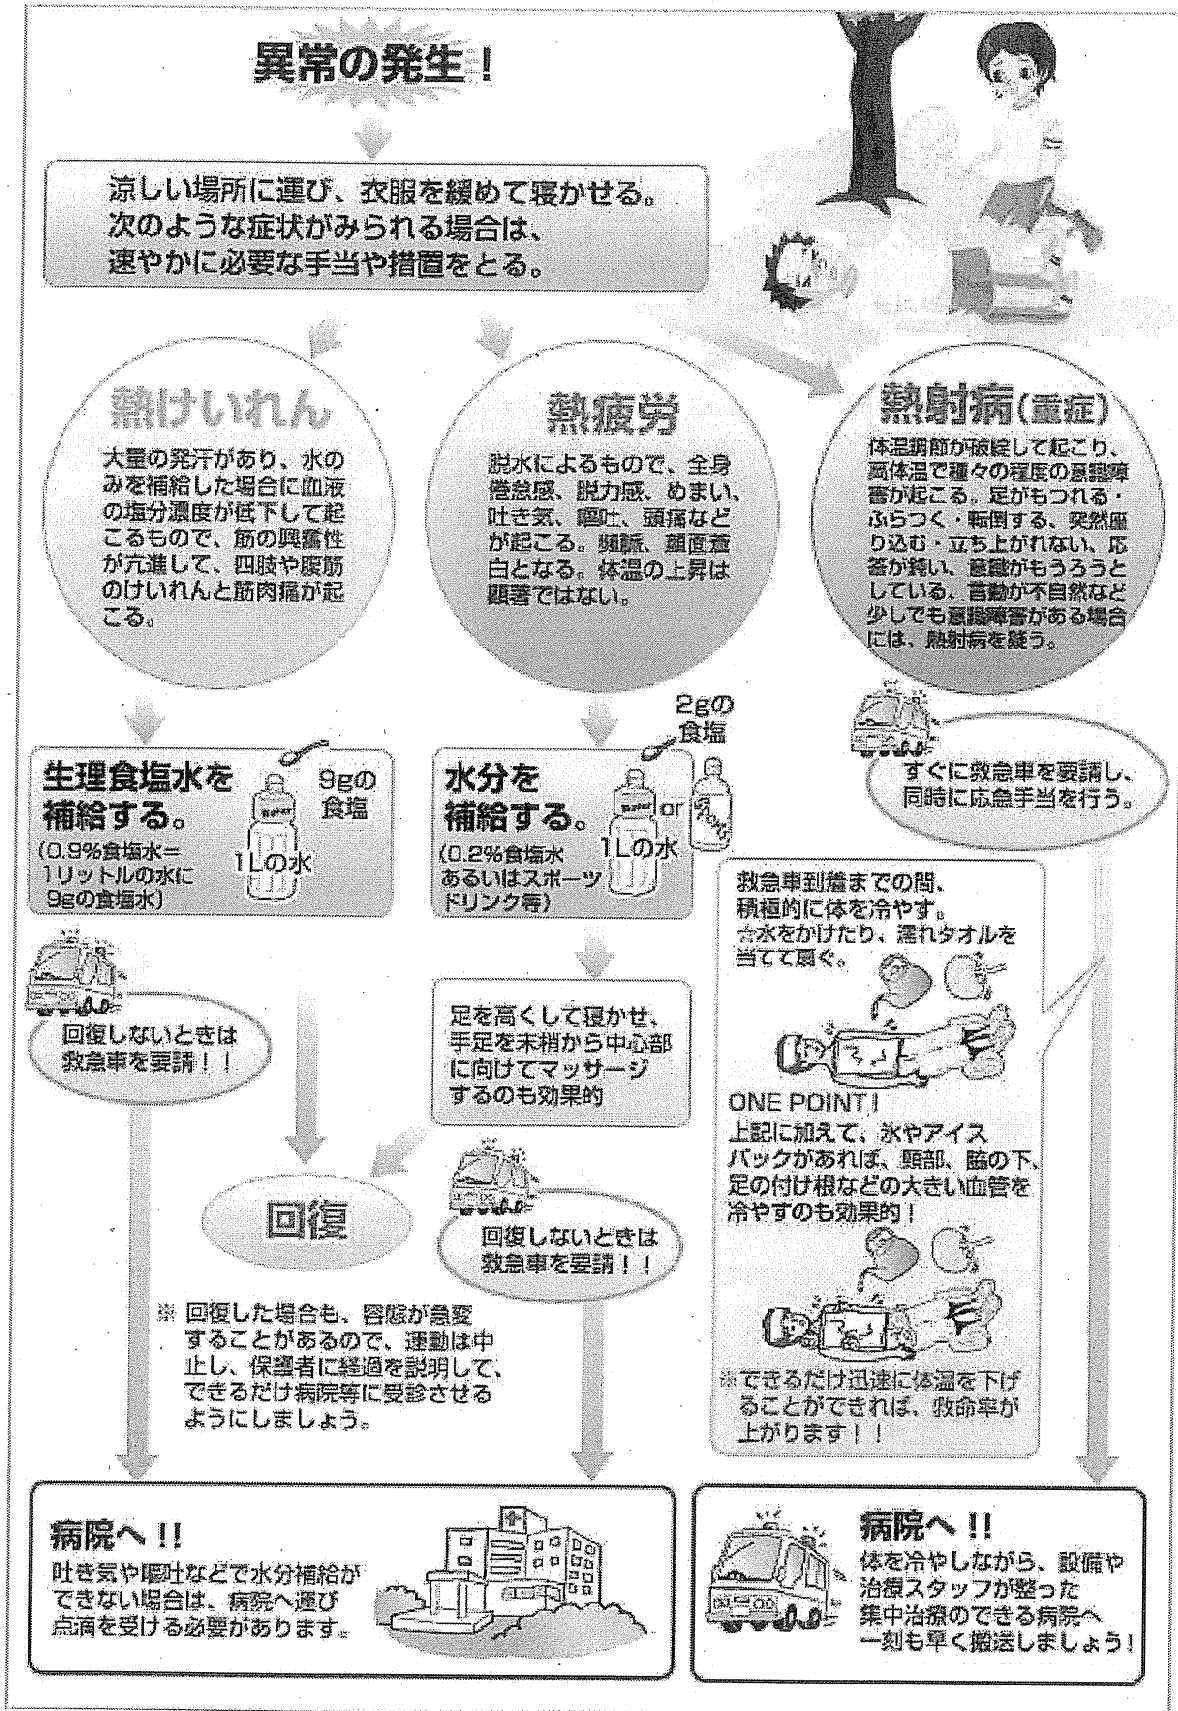 異常の発生！
涼しい場所に運び、衣服を緩めて寝かせる。
次のような症状がみられる場合は、
速やかに必要な手当や措置をとる。
熱けいれん
大量の発汗があり、水の
みを補給した場合に血液
の塩分濃度が低下して起
こるもので、筋の興奮性
が亢進して、四肢や腹筋
のけいれんと筋肉痛が起
こる。
熱疲労
脱水によるもので、全身
倦怠感、脱力感、めまい、
吐き気、嘔吐、頭痛など
が起こる。頻脈、顔面蒼
白となる。体温の上昇は
顕著ではない。
熱射病(重症)
体温調節が破綻して起こり、
高体温で種々の程度の意識障
害が起こる。足がもつれる・
ふらつく・転倒する、突然座
り込む・立ち上がれない、応
答が鈍い、意識がもうろうと
している、言動が不自然など
少しでも意識障害がある場合
には、熱射病を疑う。
生理食塩水を
補給する。
(0.9%食塩水＝
1リットルの水に
9gの食塩水)
9gの
食塩
1Lの水
水分を
補給する。
(0.2%食塩水
あるいはスポーツ
ドリンク等)
2gの
食塩
or
1Lの水
すぐに救急車を要請し、
同時に応急手当を行う。
回復しないときは
救急車を要請！！
足を高くして寝かせ、
手足を末梢から中心部
に向けてマッサージ
するのも効果的
救急車到着までの間、
積極的に体を冷やす。
☆水をかけたり、濡れタオルを
当てて扇ぐ。
ONE POINT！
上記に加えて、氷やアイス
パックがあれば、頸部、脇の下、
足の付け根などの大きい血管を
冷やすのも効果的！
※できるだけ迅速に体温を下げ
ることができれば、救命率が
上がります！！
回復
回復しないときは
救急車を要請！！
※ 回復した場合も、容態が急変
することがあるので、運動は中
止し、保護者に経過を説明して、
できるだけ病院等に受診させる
ようにしましょう。
病院へ!!
吐き気や嘔吐などで水分補給が
できない場合は、病院へ運び
点滴を受ける必要があります。
病院へ!!
体を冷やしながら、設備や
治療スタッフが整った
集中治療のできる病院へ
一刻も早く搬送しましょう!